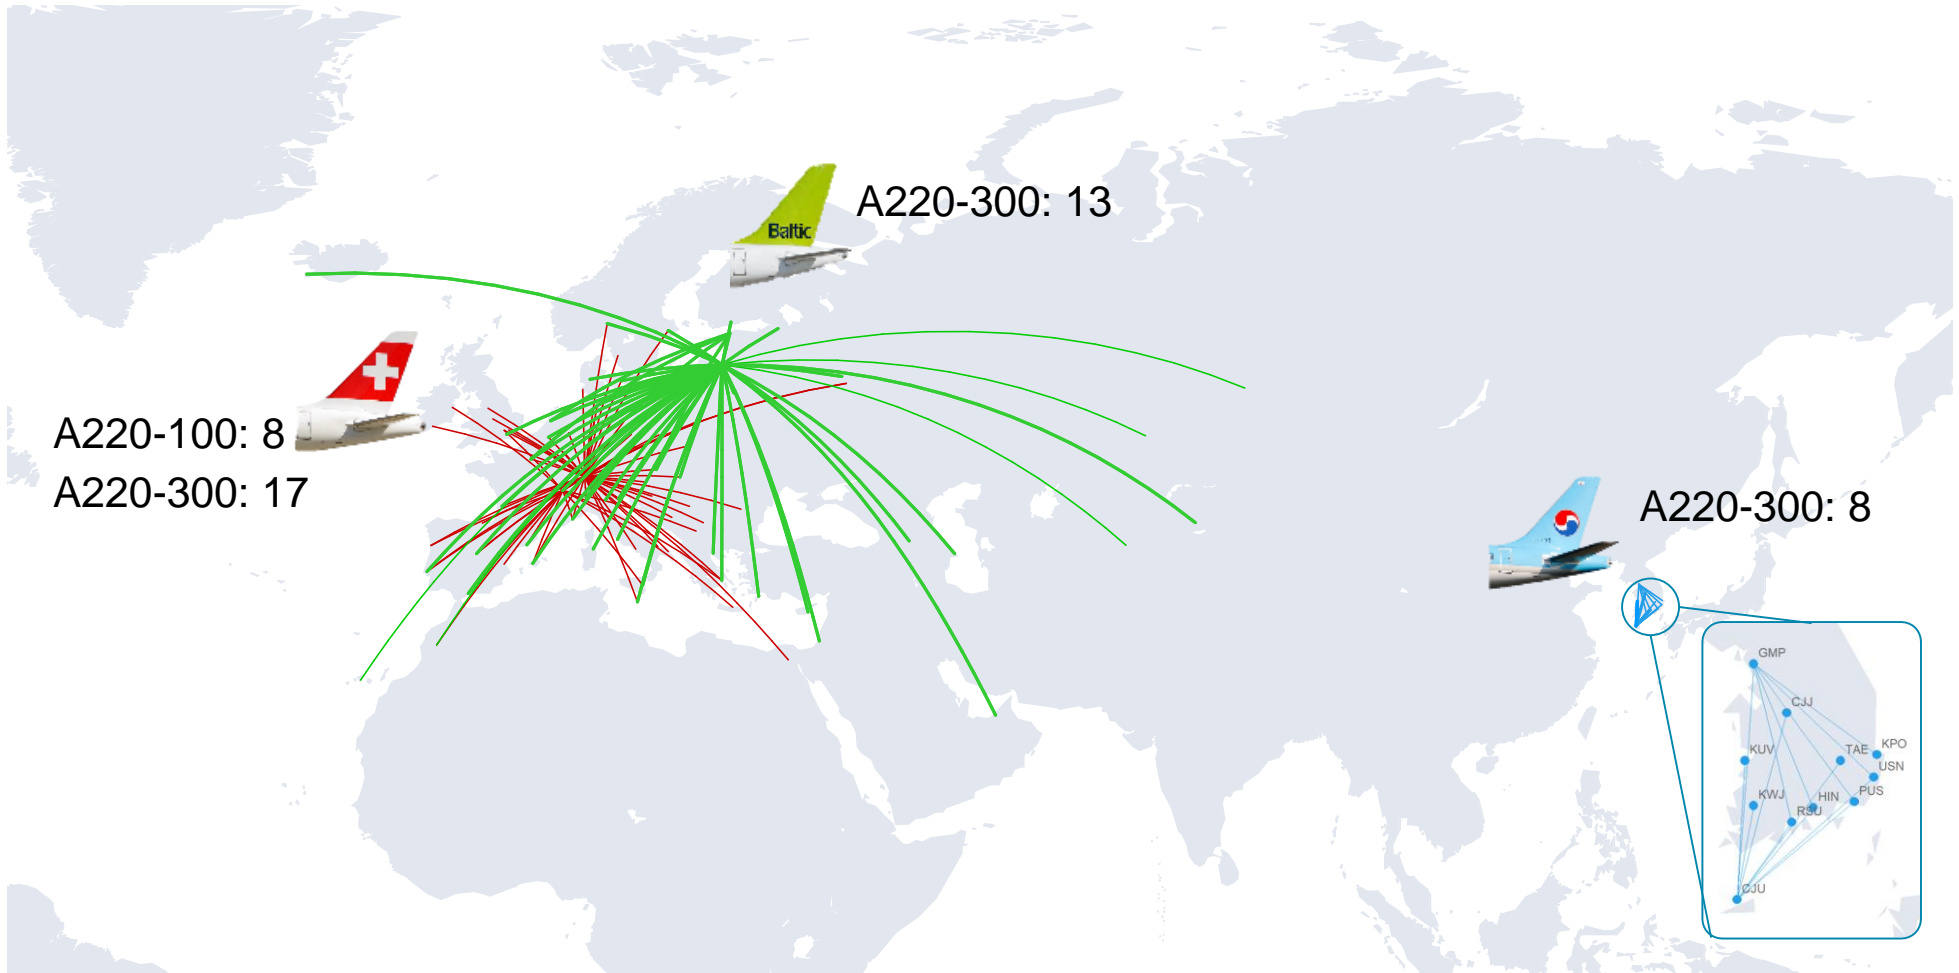 Baltic
A220-300: 13
A220-100: 8
A220-300: 17
A220-300: 8
GMP
CJJ
KUV
TAE
KPO
USN
KWJ
HIN
PUS
RSU
CJU